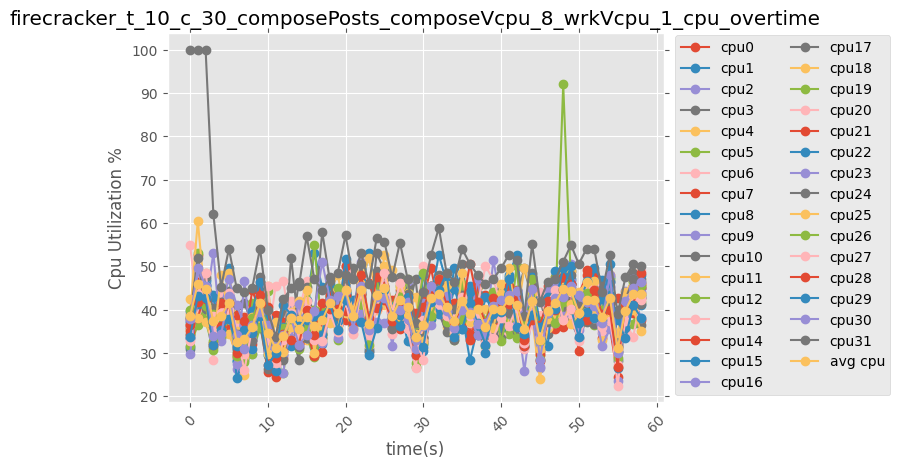 firecracker_t_10_c_30_composePosts_composeVcpu_8_wrkVcpu_1_cpu_overtime
Cpu Utilization %
100
90
80
70
60
50
40
30
20
0
10
20
30
40
50
60
time(s)
cpu0
cpu1
cpu2
cpu3
cpu4
cpu5
cpu6
cpu7
cpu8
cpu9
cpu10
cpu11
cpu12
cpu13
cpu14
cpu15
cpu16
cpu17
cpu18
cpu19
cpu20
cpu21
cpu22
cpu23
cpu24
cpu25
cpu26
cpu27
cpu28
cpu29
cpu30
cpu31
avg cpu